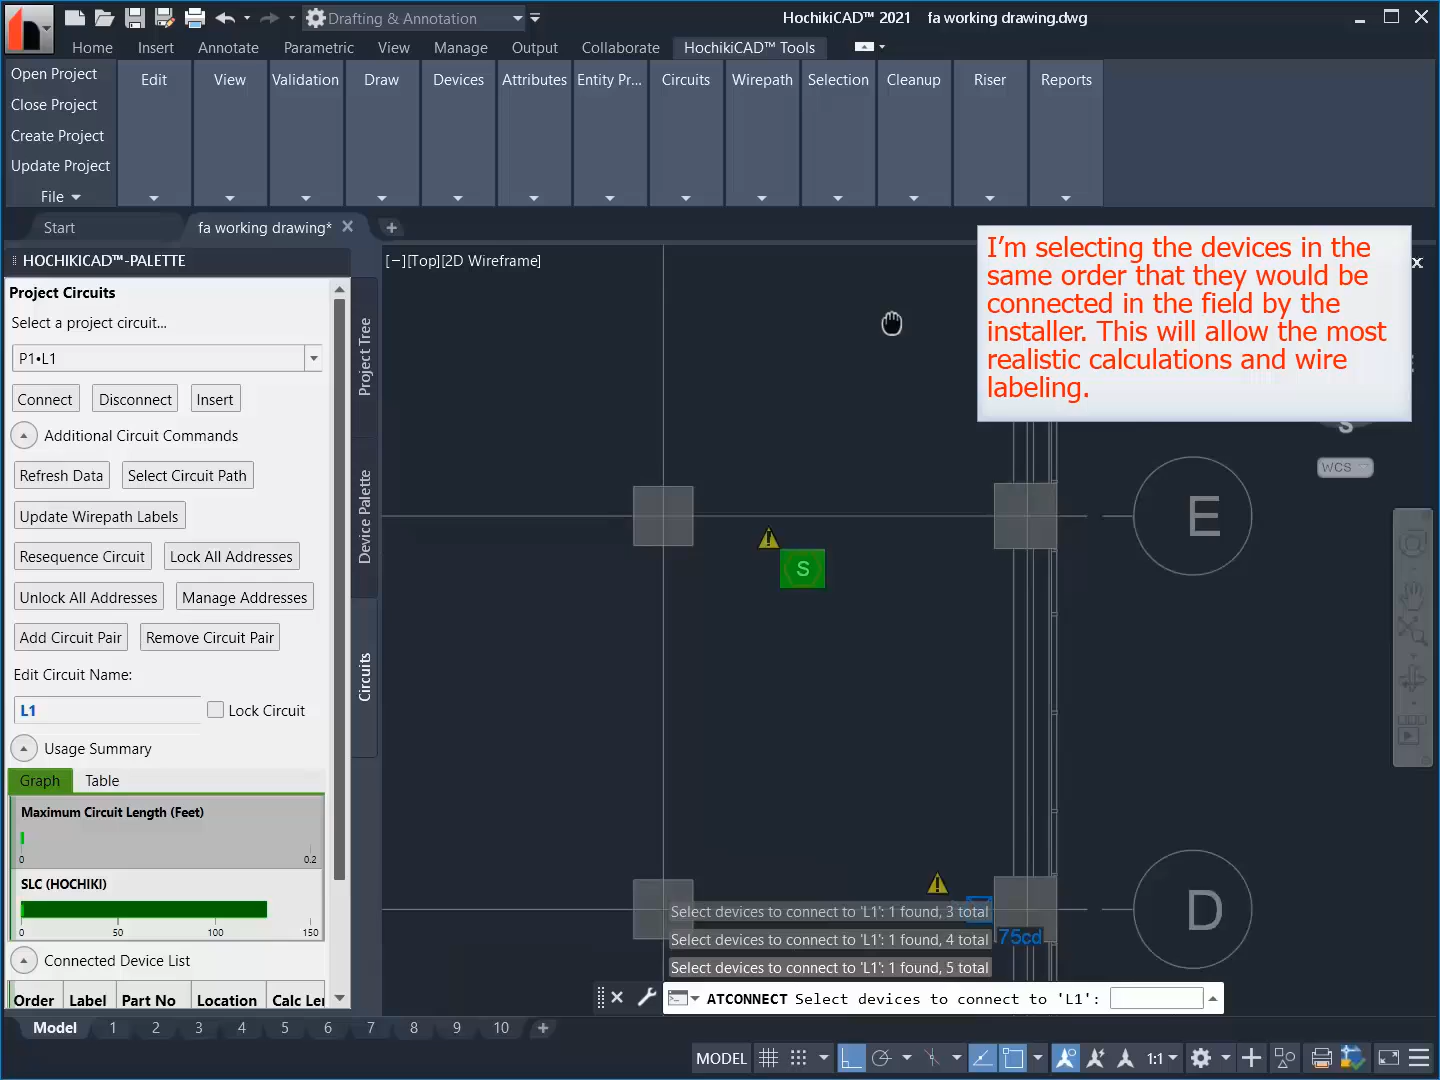 Drafting & Annotation
HochikiCAD™ 2021 fa working drawing.dwg
Home Insert Annotate Parametric View Manage Output Collaborate HochikiCAD™ Tools
Open Project
Close Project
Create Project
Update Project
File
Edit View Validation Draw Devices Attributes Entity Pr... Circuits Wirepath Selection Cleanup Riser Reports
Start fa working drawing*
HOCHIKICAD™-PALETTE
[−][Top][2D Wireframe]
I’m selecting the devices in the
same order that they would be
connected in the field by the
installer. This will allow the most
realistic calculations and wire
labeling.
Project Circuits
Select a project circuit...
P1•L1
Connect Disconnect Insert
Additional Circuit Commands
Refresh Data Select Circuit Path
Update Wirepath Labels
Resequence Circuit Lock All Addresses
Unlock All Addresses Manage Addresses
Add Circuit Pair Remove Circuit Pair
Edit Circuit Name:
L1 Lock Circuit
Usage Summary
Graph Table
Maximum Circuit Length (Feet)
0 0.2
SLC (HOCHIKI)
0 50 100 150
Connected Device List
Order Label Part No Location Calc Ler
Project Tree
Device Palette
Circuits
S
WCS
E
S
D
75cd
Select devices to connect to 'L1': 1 found, 3 total
Select devices to connect to 'L1': 1 found, 4 total
Select devices to connect to 'L1': 1 found, 5 total
ATCONNECT Select devices to connect to 'L1':
Model 1 2 3 4 5 6 7 8 9 10
MODEL 1:1